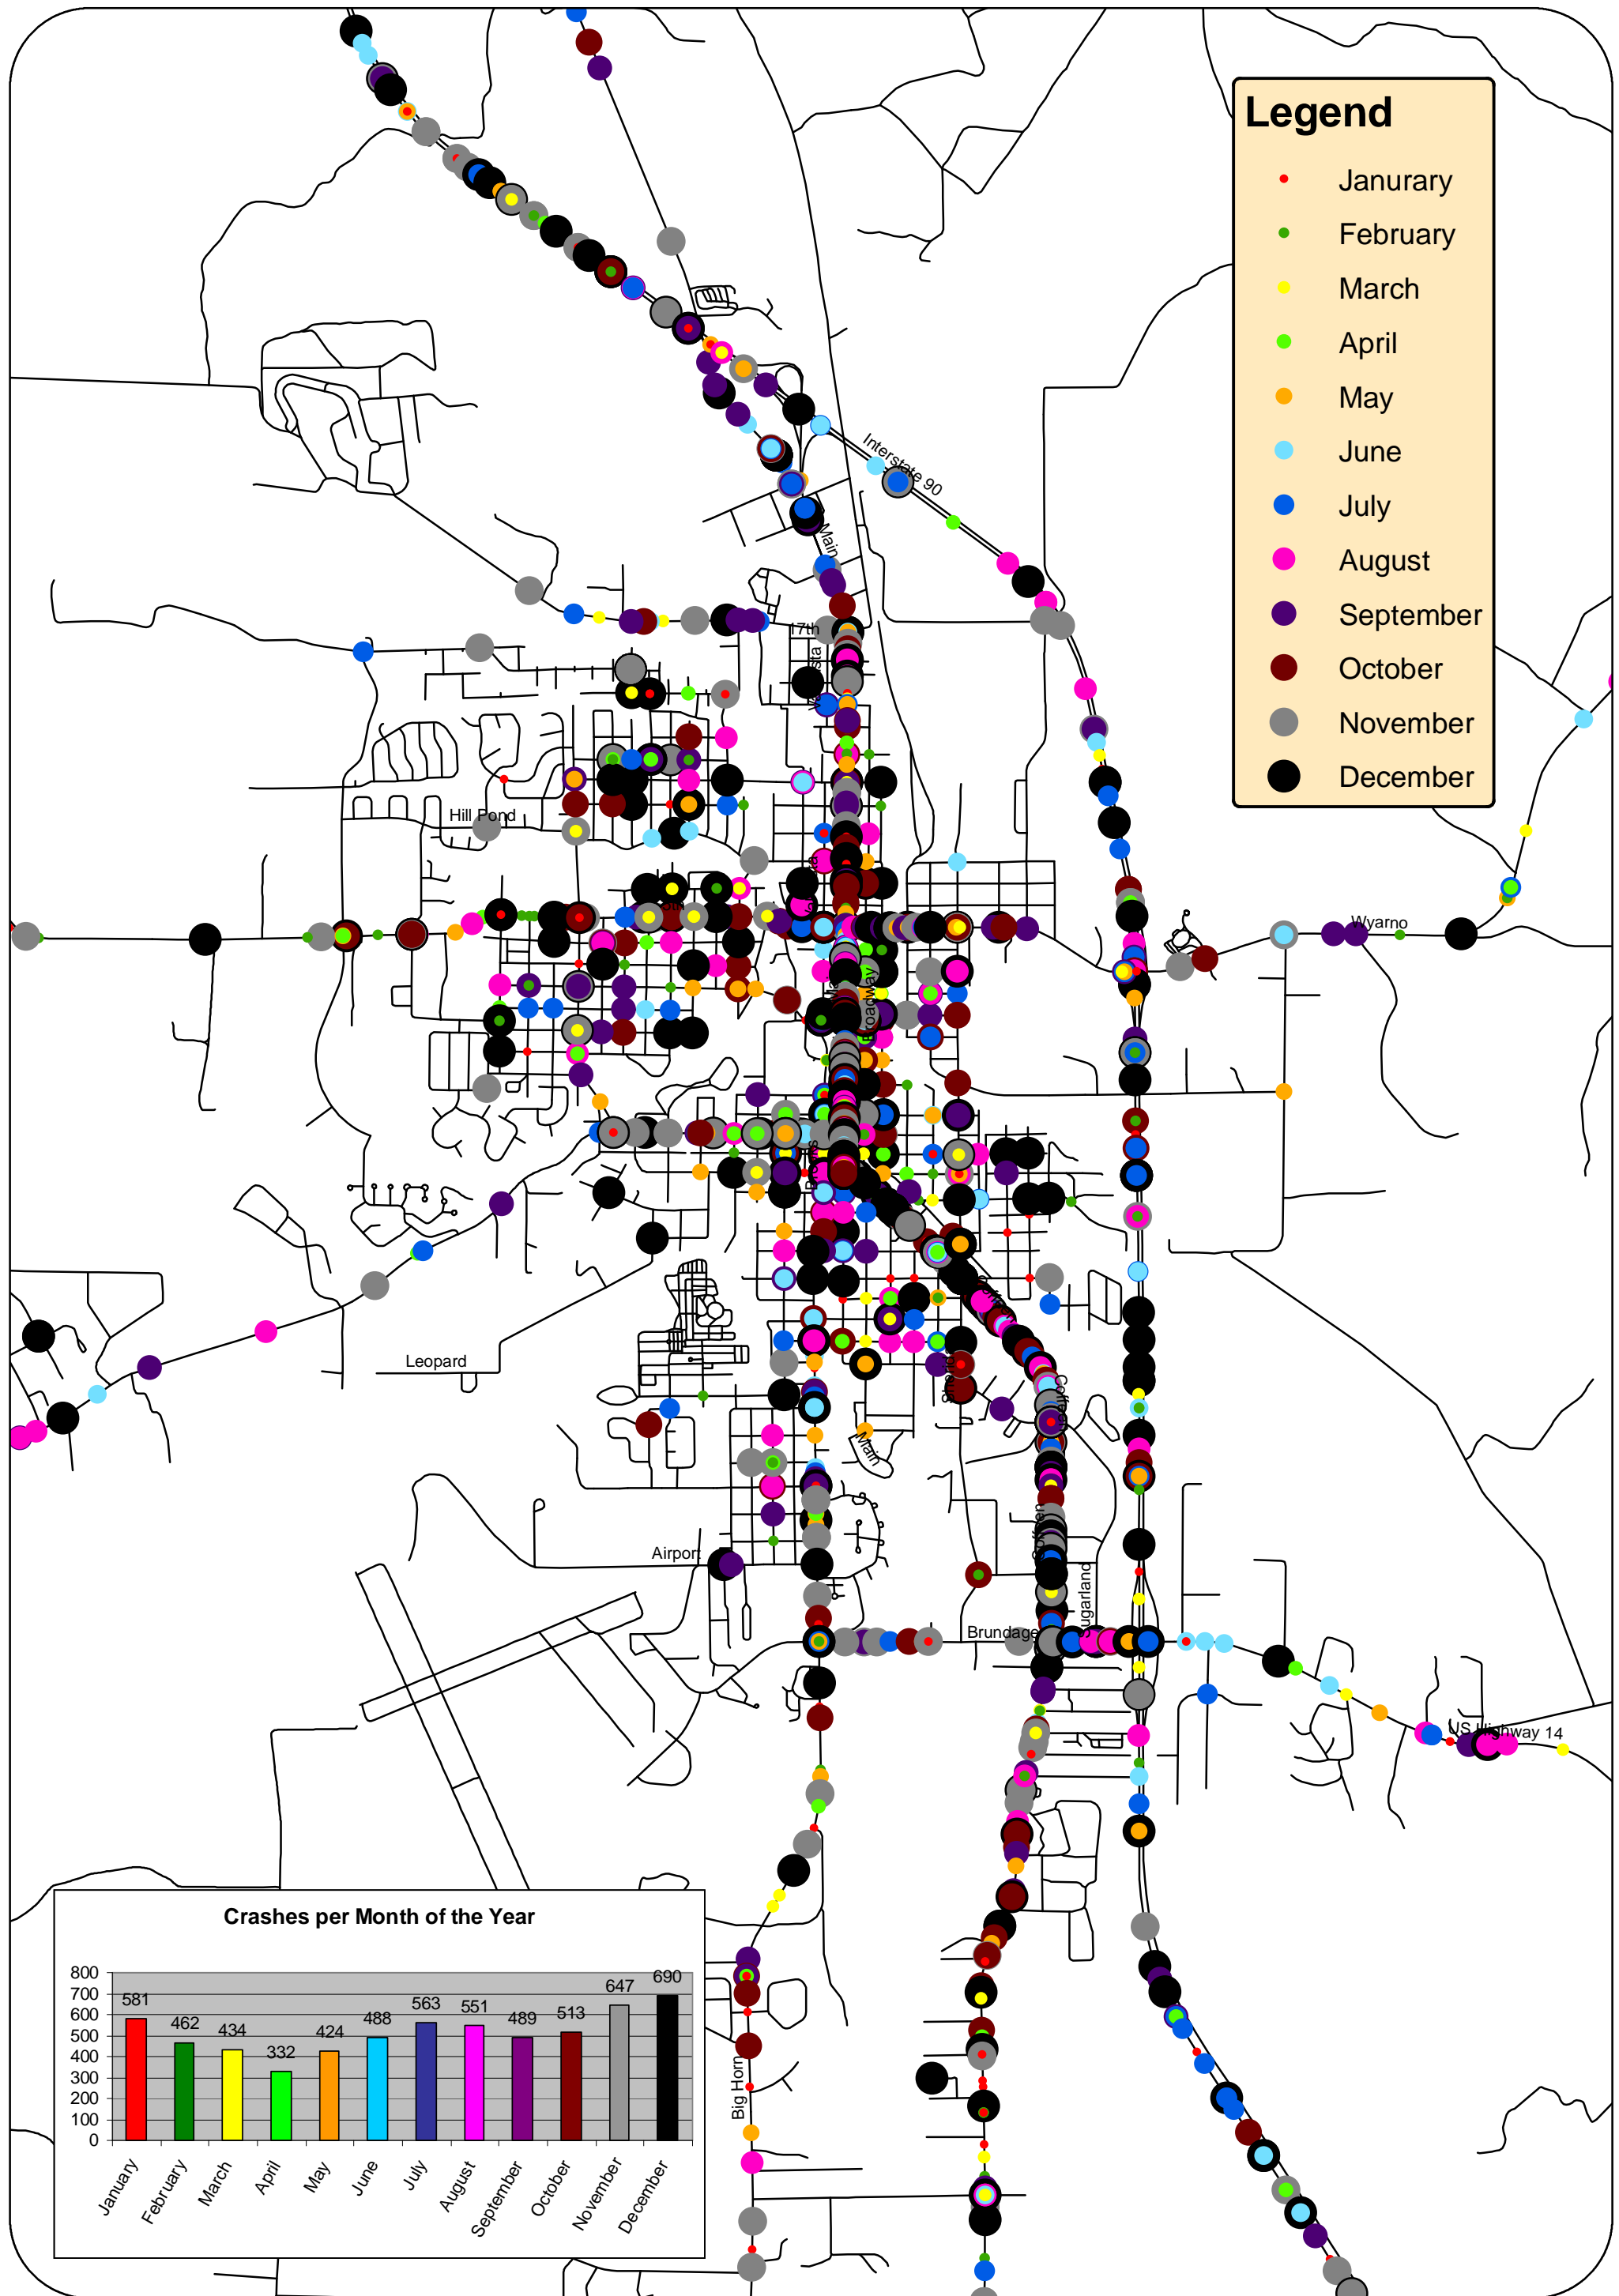 Legend
Janurary
February
March
April
May
June
July
August
September
October
November
December
Interstate 90
Main
17th
Hill Pond
Wyarno
Broadway
Brooks
Leopard
Main
Coffeen
Airport
Sugarland
Brundage
US Highway 14
Big Horn
Crashes per Month of the Year
800
700
600
500
400
300
200
100
0
581
462
434
332
424
488
563
551
489
513
647
690
January
February
March
April
May
June
July
August
September
October
November
December